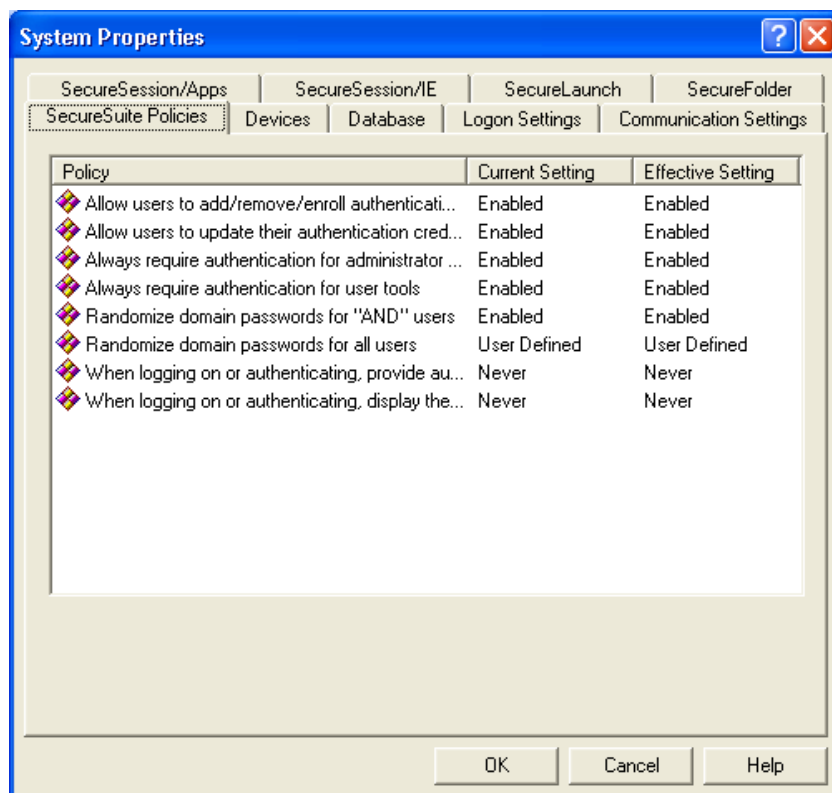 System Properties
SecureSession/Apps SecureSession/IE SecureLaunch SecureFolder
SecureSuite Policies Devices Database Logon Settings Communication Settings
Policy Current Setting Effective Setting
Allow users to add/remove/enroll authenticati... Enabled Enabled
Allow users to update their authentication cred... Enabled Enabled
Always require authentication for administrator ... Enabled Enabled
Always require authentication for user tools Enabled Enabled
Randomize domain passwords for "AND" users Enabled Enabled
Randomize domain passwords for all users User Defined User Defined
When logging on or authenticating, provide au... Never Never
When logging on or authenticating, display the... Never Never
OK Cancel Help